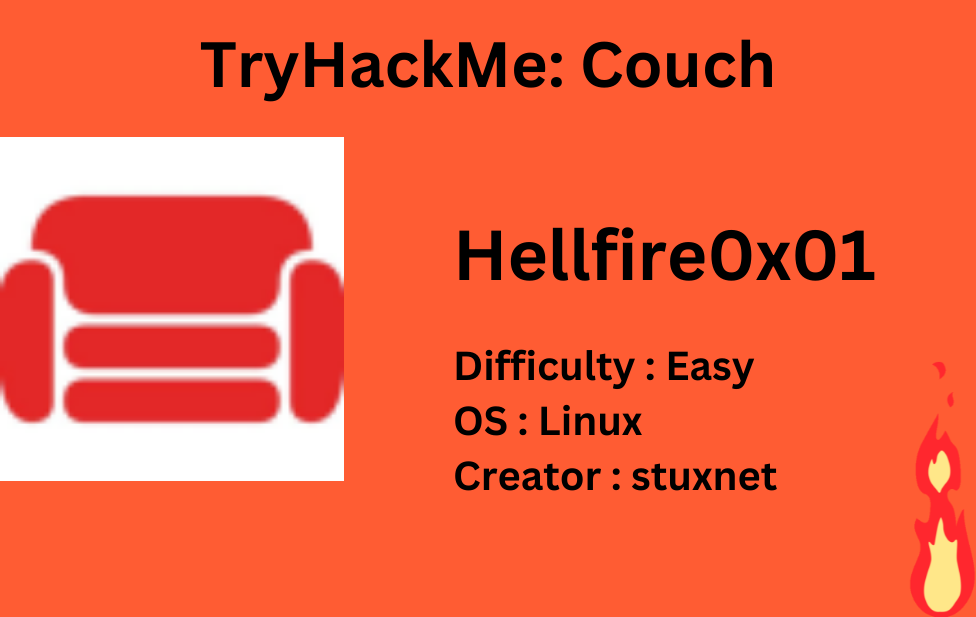 TryHackMe: Couch
Hellfire0x01
Difficulty : Easy
OS : Linux
Creator : stuxnet